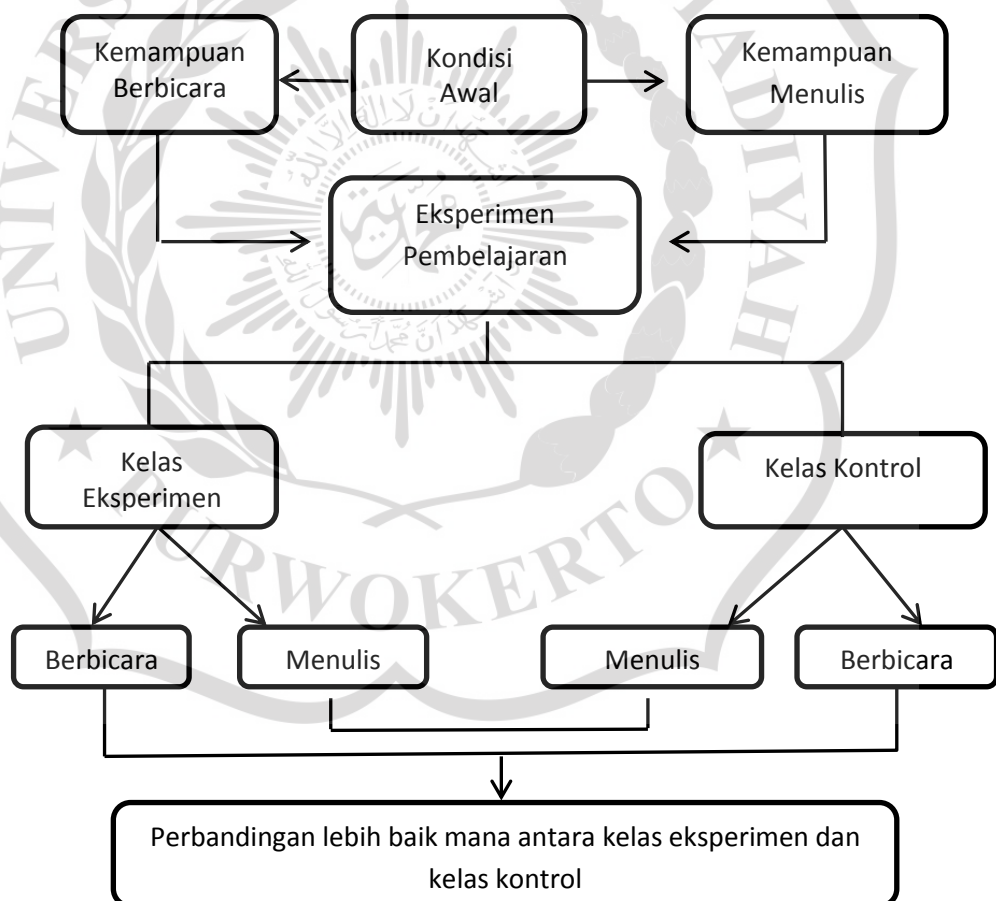 Kemampuan
Berbicara
Kondisi
Awal
Kemampuan
Menulis
Eksperimen
Pembelajaran
Kelas
Eksperimen
Kelas Kontrol
Berbicara
Menulis
Menulis
Berbicara
Perbandingan lebih baik mana antara kelas eksperimen dan
kelas kontrol
PURWOKERTO